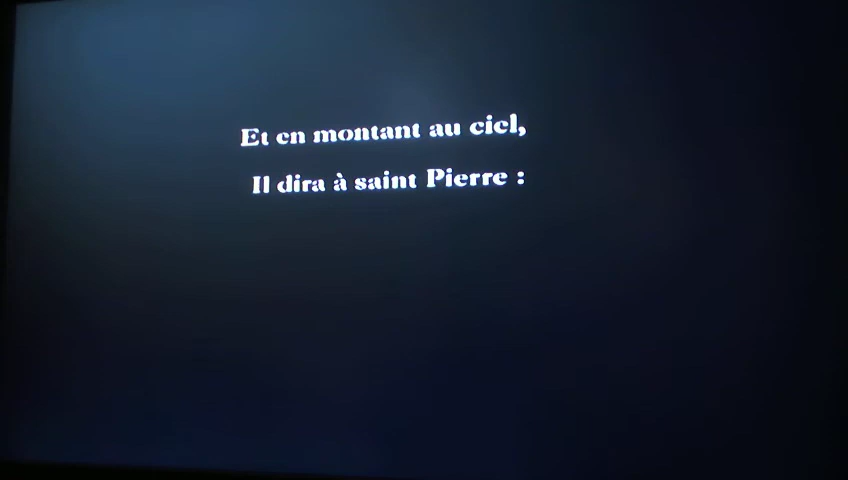 Et en montant au ciel,
Il dira à saint Pierre :